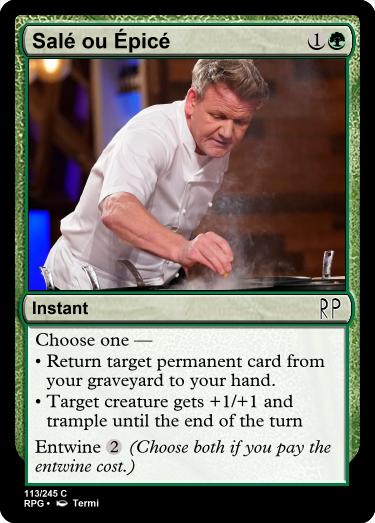 Salé ou Épicé 1
Instant RP
Choose one —
• Return target permanent card from
your graveyard to your hand.
• Target creature gets +1/+1 and
trample until the end of the turn
Entwine 2 (Choose both if you pay the
entwine cost.)
113/245 C
RPG • Termi